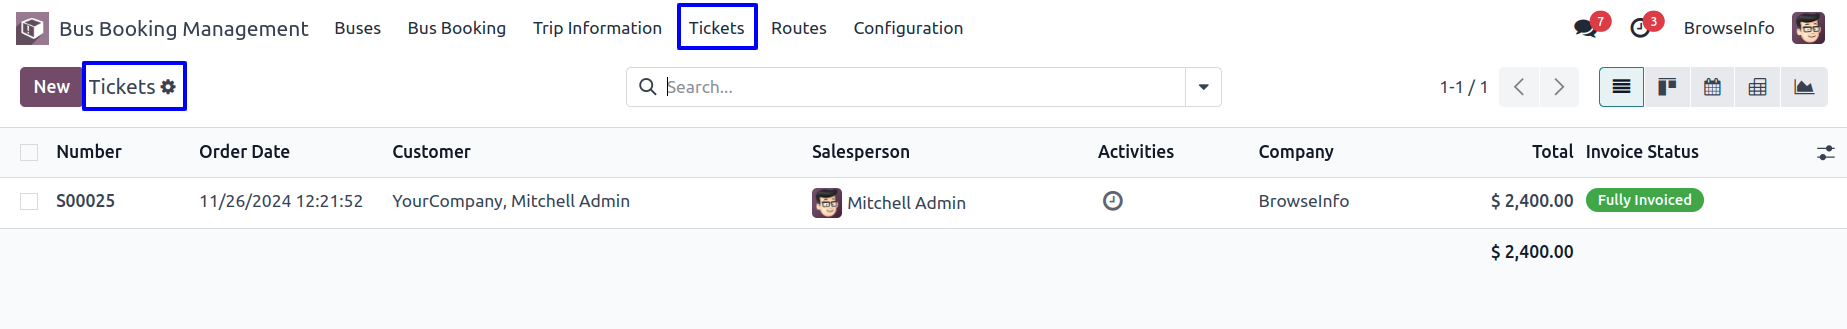 Bus Booking Management Buses Bus Booking Trip Information Tickets Routes Configuration 7 3 BrowseInfo
New Tickets Search... 1-1 / 1
Number Order Date Customer Salesperson Activities Company Total Invoice Status
S00025 11/26/2024 12:21:52 YourCompany, Mitchell Admin Mitchell Admin BrowseInfo $ 2,400.00 Fully Invoiced
$ 2,400.00